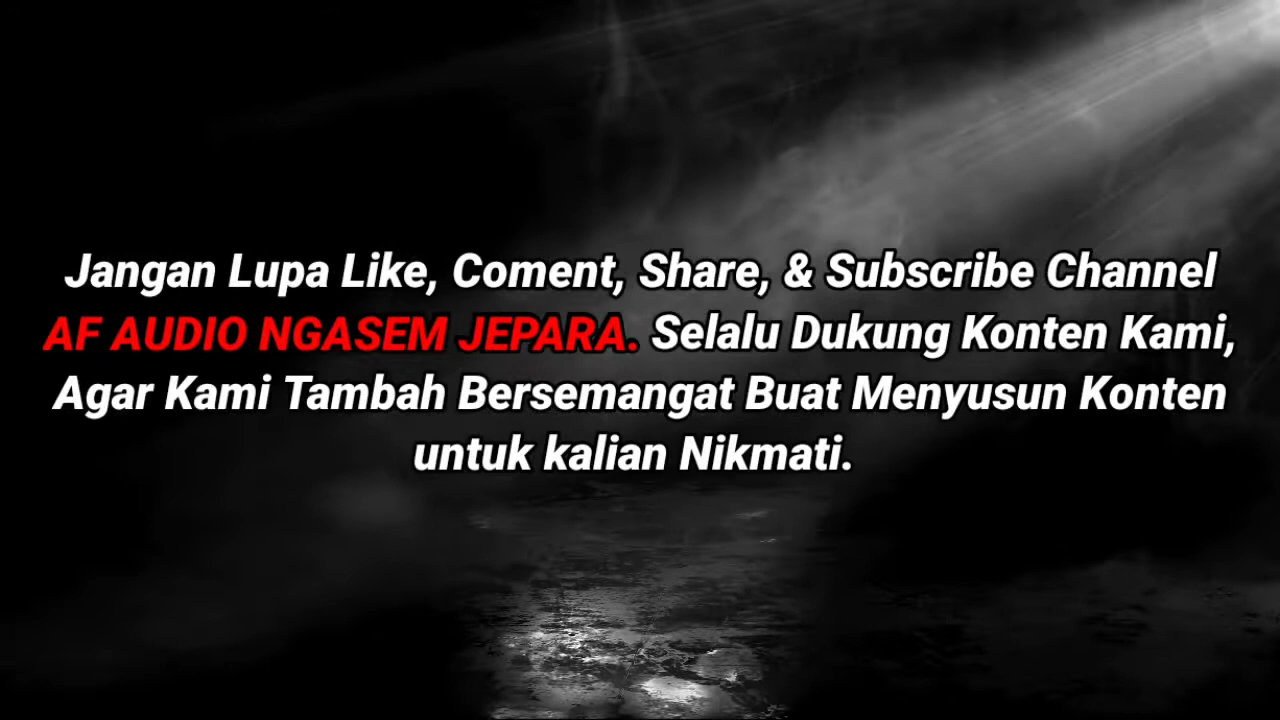 Jangan Lupa Like, Coment, Share, & Subscribe Channel
AF AUDIO NGASEM JEPARA. Selalu Dukung Konten Kami,
Agar Kami Tambah Bersemangat Buat Menyusun Konten
untuk kalian Nikmati.